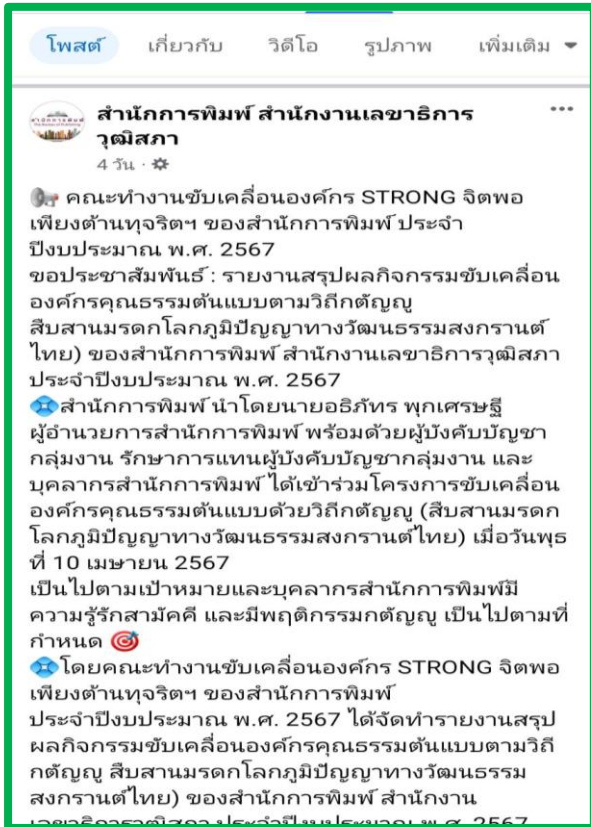 โพสต์ เกี่ยวกับ วิดีโอ รูปภาพ เพิ่มเติม
สำนักการพิมพ์ สำนักงานเลขาธิการ
วุฒิสภา
4 วัน ·
คณะทำงานขับเคลื่อนองค์กร STRONG จิตพอ
เพียงต้านทุจริตฯ ของสำนักการพิมพ์ ประจำ
ปีงบประมาณ พ.ศ. 2567
ขอประชาสัมพันธ์ : รายงานสรุปผลกิจกรรมขับเคลื่อน
องค์กรคุณธรรมต้นแบบตามวิถีกตัญญู
สืบสานมรดกโลกภูมิปัญญาทางวัฒนธรรมสงกรานต์
ไทย) ของสำนักการพิมพ์ สำนักงานเลขาธิการวุฒิสภา
ประจำปีงบประมาณ พ.ศ. 2567
สำนักการพิมพ์ นำโดยนายอธิภัทร พุกเศรษฐี
ผู้อำนวยการสำนักการพิมพ์ พร้อมด้วยผู้บังคับบัญชา
กลุ่มงาน รักษาการแทนผู้บังคับบัญชากลุ่มงาน และ
บุคลากรสำนักการพิมพ์ ได้เข้าร่วมโครงการขับเคลื่อน
องค์กรคุณธรรมต้นแบบด้วยวิถีกตัญญู (สืบสานมรดก
โลกภูมิปัญญาทางวัฒนธรรมสงกรานต์ไทย) เมื่อวันพุธ
ที่ 10 เมษายน 2567
เป็นไปตามเป้าหมายและบุคลากรสำนักการพิมพ์มี
ความรู้รักสามัคคี และมีพฤติกรรมกตัญญู เป็นไปตามที่
กำหนด
โดยคณะทำงานขับเคลื่อนองค์กร STRONG จิตพอ
เพียงต้านทุจริตฯ ของสำนักการพิมพ์
ประจำปีงบประมาณ พ.ศ. 2567 ได้จัดทำรายงานสรุป
ผลกิจกรรมขับเคลื่อนองค์กรคุณธรรมต้นแบบตามวิถี
กตัญญู สืบสานมรดกโลกภูมิปัญญาทางวัฒนธรรม
สงกรานต์ไทย) ของสำนักการพิมพ์ สำนักงาน
เลขาธิการวุฒิสภา ประจำปีงบประมาณ พ.ศ. 2567